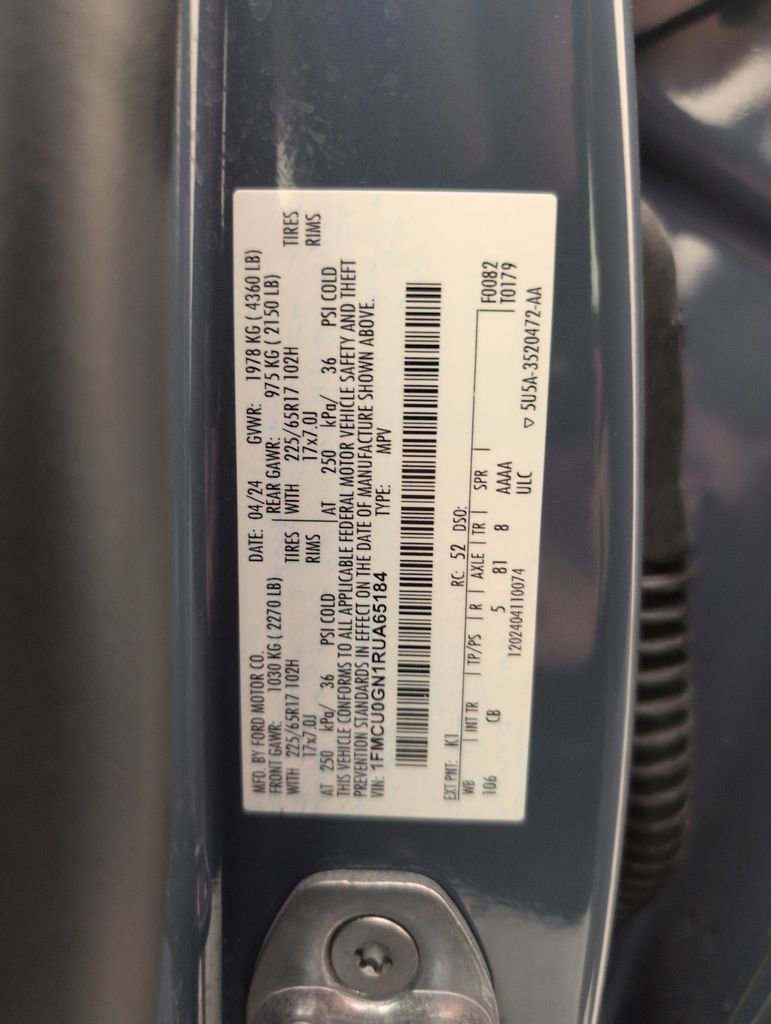 MFD. BY FORD MOTOR CO. DATE: 04/24 GVWR: 1978 KG ( 4360 LB)
FRONT GAWR: 1030 KG ( 2270 LB) REAR GAWR: 975 KG ( 2150 LB)
WITH 225/65R17 102H TIRES WITH 225/65R17 102H TIRES
17x7.0J RIMS 17x7.0J RIMS
AT 250 kPa/ 36 PSI COLD AT 250 kPa/ 36 PSI COLD
THIS VEHICLE CONFORMS TO ALL APPLICABLE FEDERAL MOTOR VEHICLE SAFETY AND THEFT
PREVENTION STANDARDS IN EFFECT ON THE DATE OF MANUFACTURE SHOWN ABOVE.
VIN: 1FMCU0GN1RUA65184 TYPE: MPV
EXT PNT: K1 RC: 52 DSO: F0082
WB INT TR TP/PS R AXLE TR SPR T0179
106 CB 5 81 8 AAAA
1202404110074 ULC ▽ 5U5A-3520472-AA